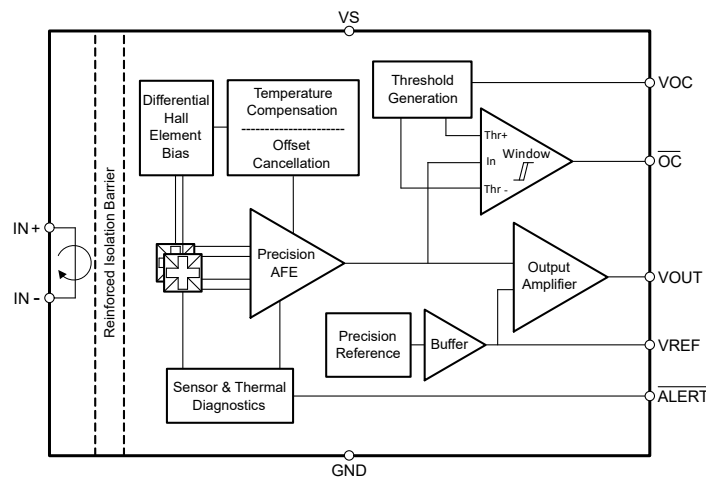 VS
Reinforced Isolation Barrier
IN+
IN-
Differential
Hall
Element
Bias
Temperature
Compensation
Offset
Cancellation
Threshold
Generation
VOC
Thr+
In
Window
Thr -
OC
Precision
AFE
Output
Amplifier
VOUT
Precision
Reference
Buffer
VREF
Sensor & Thermal
Diagnostics
ALERT
GND